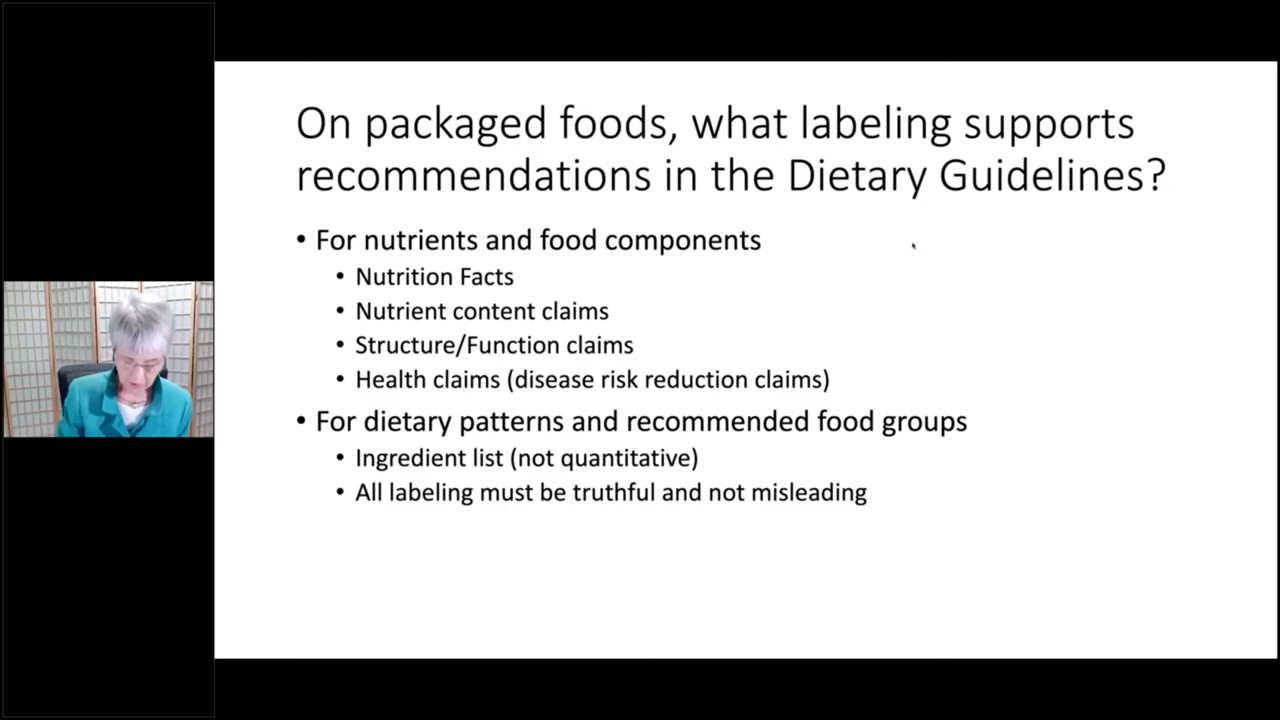 On packaged foods, what labeling supports
recommendations in the Dietary Guidelines?
• For nutrients and food components
• Nutrition Facts
• Nutrient content claims
• Structure/Function claims
• Health claims (disease risk reduction claims)
• For dietary patterns and recommended food groups
• Ingredient list (not quantitative)
• All labeling must be truthful and not misleading